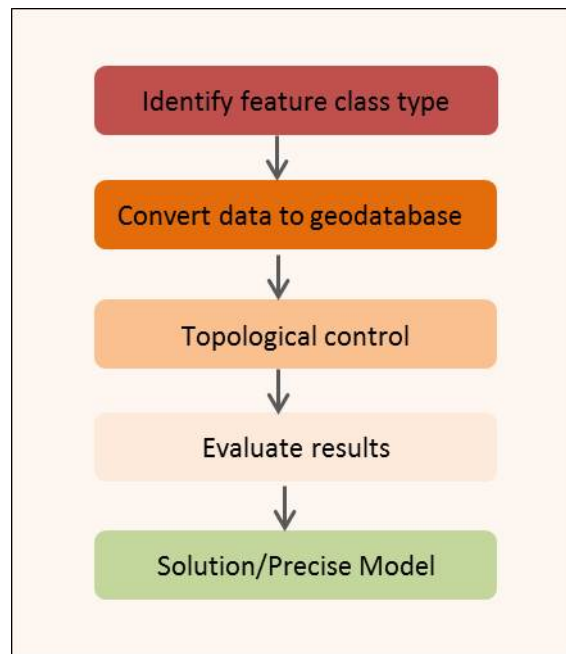 Identify feature class type
Convert data to geodatabase
Topological control
Evaluate results
Solution/Precise Model